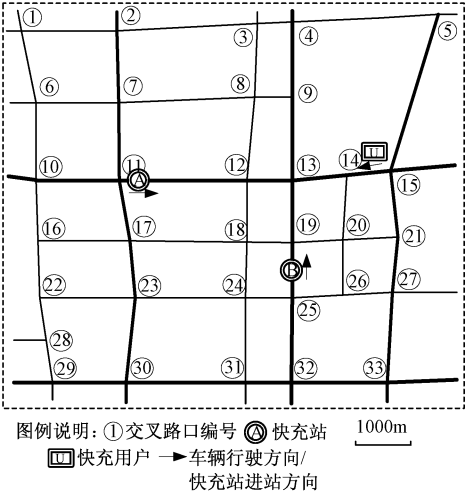 ① ② ③ ④ ⑤
⑥ ⑦ ⑧ ⑨
⑩ ⑪ ⑫ ⑬ ⑭ U ⑮
A
⑯ ⑰ ⑱ ⑲ ⑳ ㉑
B
㉒ ㉓ ㉔ ㉕ ㉖ ㉗
㉘
㉙ ㉚ ㉛ ㉜ ㉝
图例说明:①交叉路口编号 Ⓐ快充站 1000m
U 快充用户 →车辆行驶方向/
快充站进站方向